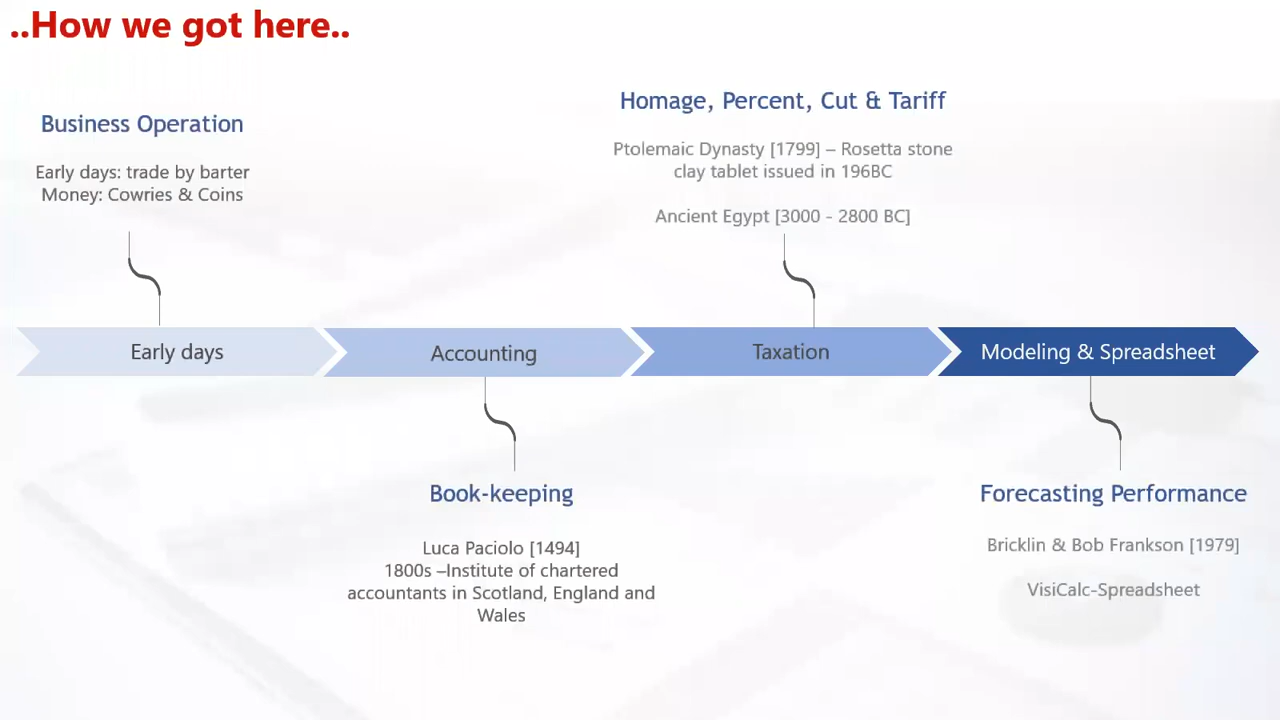 ..How we got here..
Business Operation
Early days: trade by barter
Money: Cowries & Coins
Homage, Percent, Cut & Tariff
Ptolemaic Dynasty [1799] – Rosetta stone
clay tablet issued in 196BC
Ancient Egypt [3000 - 2800 BC]
Early days
Accounting
Taxation
Modeling & Spreadsheet
Book-keeping
Luca Paciolo [1494]
1800s –Institute of chartered
accountants in Scotland, England and
Wales
Forecasting Performance
Bricklin & Bob Frankson [1979]
VisiCalc-Spreadsheet